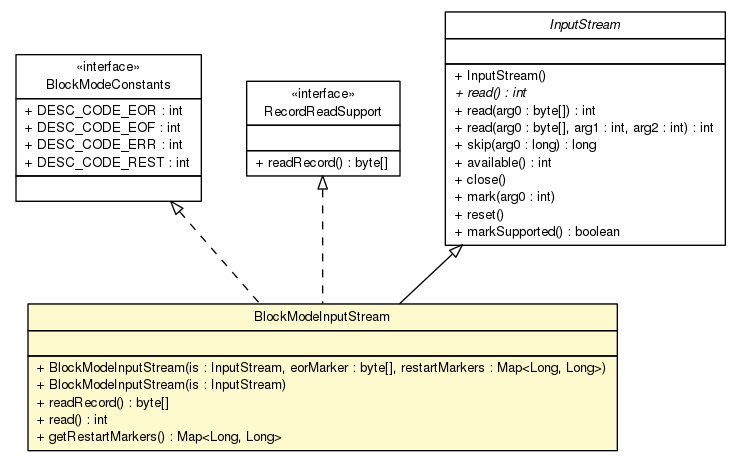 «interface»
BlockModeConstants
+ DESC_CODE_EOR : int
+ DESC_CODE_EOF : int
+ DESC_CODE_ERR : int
+ DESC_CODE_REST : int
«interface»
RecordReadSupport
+ readRecord() : byte[]
InputStream
+ InputStream()
+ read() : int
+ read(arg0 : byte[]) : int
+ read(arg0 : byte[], arg1 : int, arg2 : int) : int
+ skip(arg0 : long) : long
+ available() : int
+ close()
+ mark(arg0 : int)
+ reset()
+ markSupported() : boolean
BlockModeInputStream
+ BlockModeInputStream(is : InputStream, eorMarker : byte[], restartMarkers : Map<Long, Long>)
+ BlockModeInputStream(is : InputStream)
+ readRecord() : byte[]
+ read() : int
+ getRestartMarkers() : Map<Long, Long>